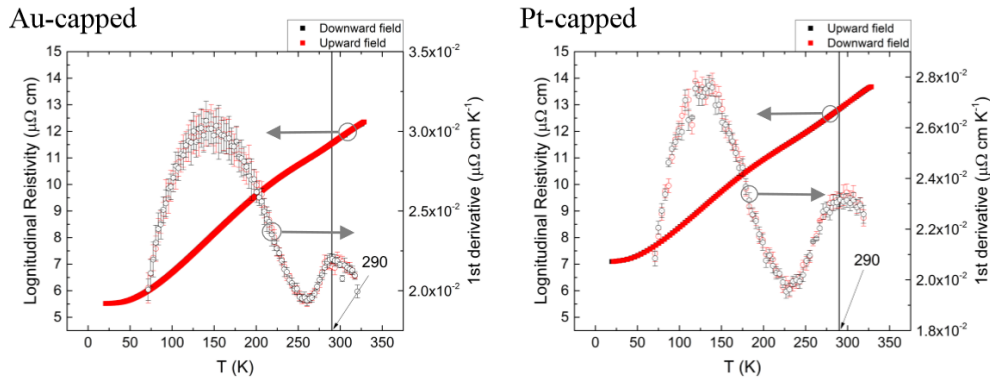 Au-capped
Downward field
Upward field
15
14
13
12
11
10
9
8
7
6
5
Lognitudinal Reistivity (μΩ cm)
3.5x10⁻²
3.0x10⁻²
2.5x10⁻²
2.0x10⁻²
1st derivative (μΩ cm K⁻¹)
290
0 50 100 150 200 250 300 350
T (K)
Pt-capped
Upward field
Downward field
15
14
13
12
11
10
9
8
7
6
5
Lognitudinal Reistivity (μΩ cm)
2.8x10⁻²
2.6x10⁻²
2.4x10⁻²
2.2x10⁻²
2.0x10⁻²
1.8x10⁻²
1st derivative (μΩ cm K⁻¹)
290
0 50 100 150 200 250 300 350
T (K)